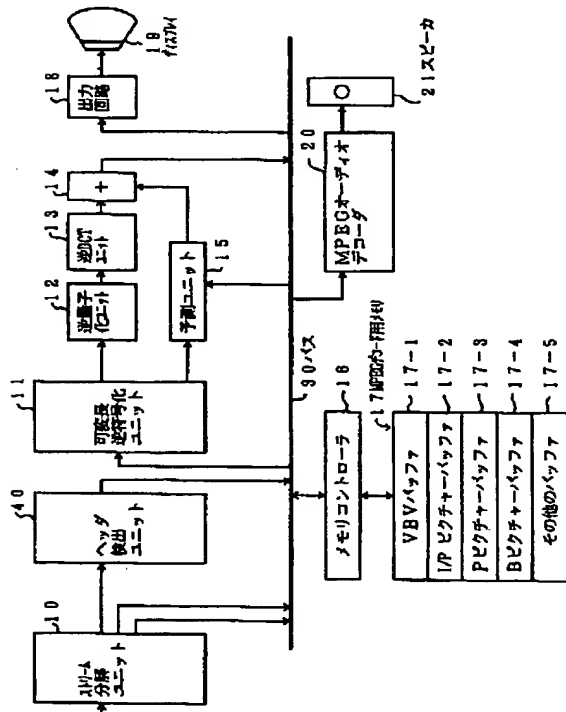 10
ストリーム
分解
ユニット
40
ヘッダ
検出
ユニット
11
可変長
逆符号化
ユニット
12
逆量子
化ユニット
13
逆DCT
ユニット
14
+
予測ユニット
15
18
出力
回路
19
ディスプレイ
30バス
メモリコントローラ
16
17 MPEGデコード用メモリ
VBVバッファ
17-1
I/Pピクチャーバッファ
17-2
Pピクチャーバッファ
17-3
Bピクチャーバッファ
17-4
その他のバッファ
17-5
20
MPEGオーディオ
デコーダ
21スピーカ